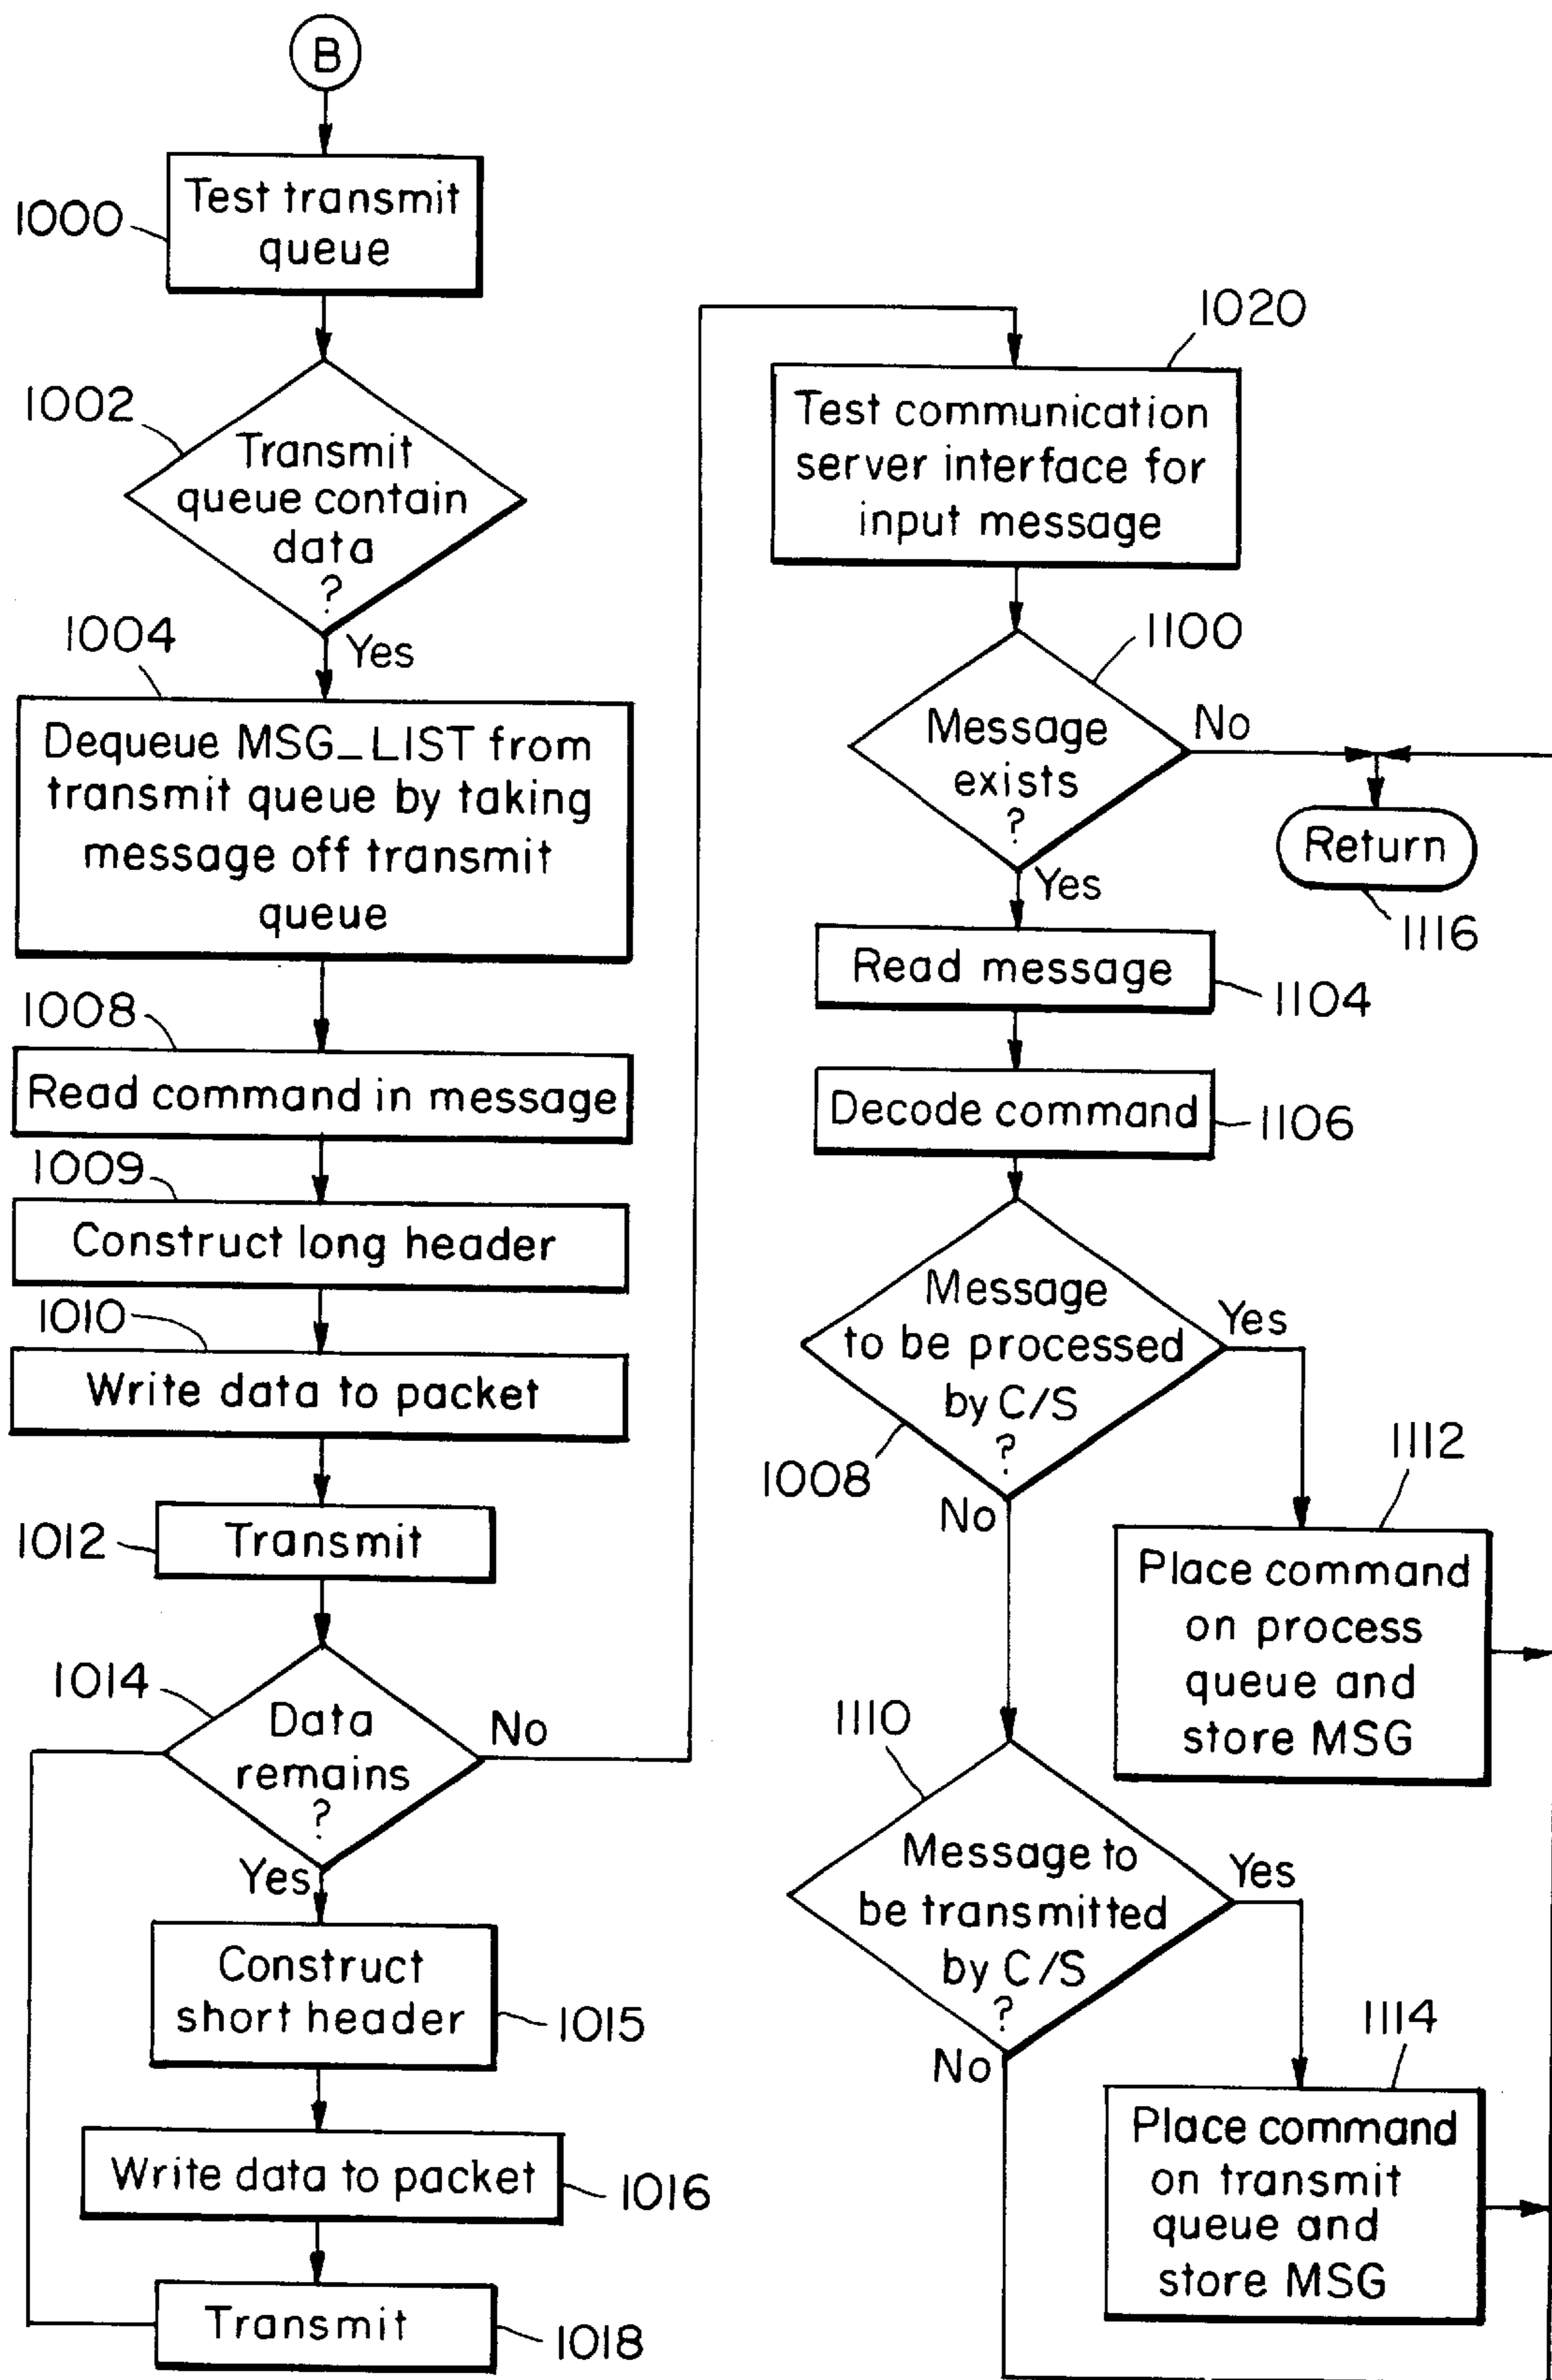 B
1000
Test transmit
queue
1002
Transmit
queue contain
data
?
Yes
1004
Dequeue MSG_LIST from
transmit queue by taking
message off transmit
queue
1008
Read command in message
1009
Construct long header
1010
Write data to packet
1012
Transmit
1014
Data
remains
?
No
Yes
Construct
short header
1015
Write data to packet
1016
Transmit
1018
1020
Test communication
server interface for
input message
1100
Message
exists
?
No
Return
1116
Yes
Read message
1104
Decode command
1106
Message
to be processed
by C/S
?
Yes
1008
No
1112
Place command
on process
queue and
store MSG
1110
Message to
be transmitted
by C/S
?
Yes
No
1114
Place command
on transmit
queue and
store MSG